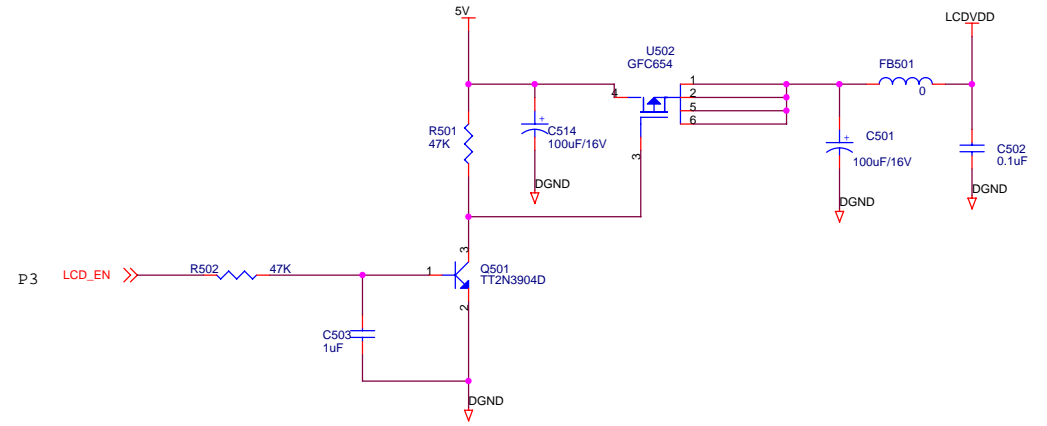 5V
LCDVDD
U502
GFC654
FB501
0
4
1
2
5
6
3
R501
47K
C514
100uF/16V
C501
100uF/16V
C502
0.1uF
DGND
DGND
DGND
3
P3
LCD_EN
R502
47K
1
Q501
TT2N3904D
2
C503
1uF
DGND